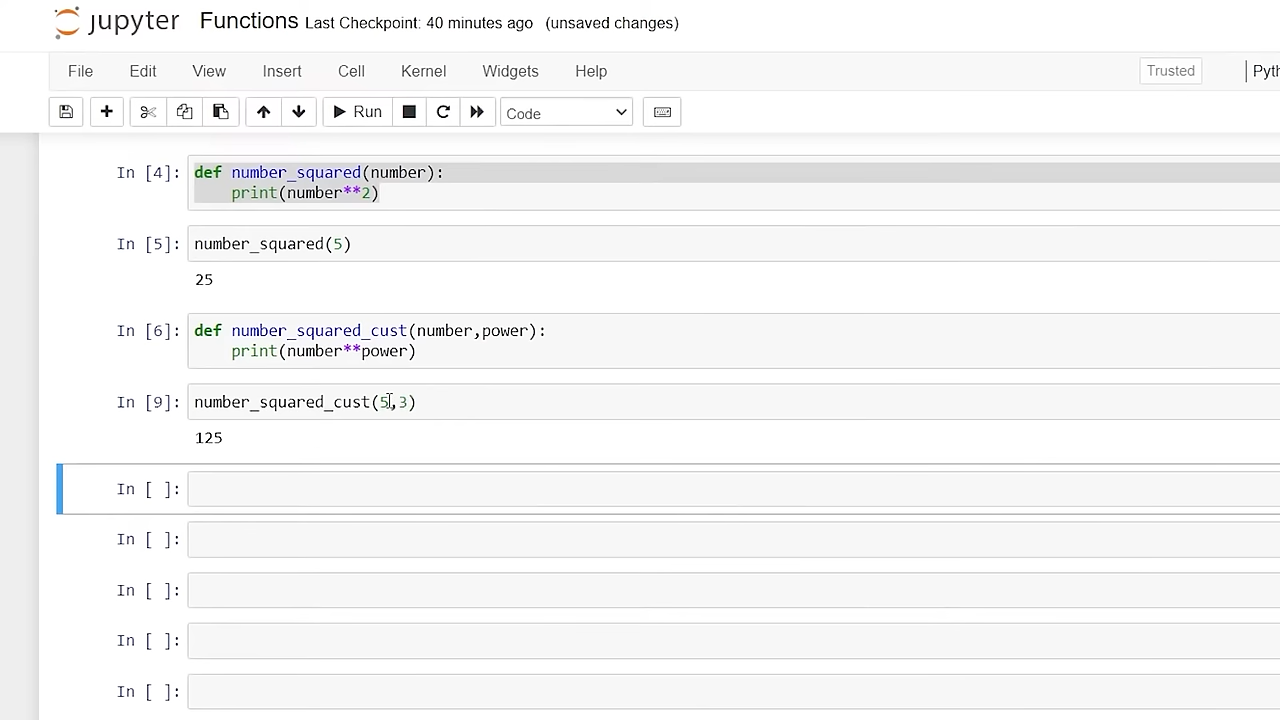 jupyter Functions Last Checkpoint: 40 minutes ago (unsaved changes)
File Edit View Insert Cell Kernel Widgets Help Trusted Pyth
Run Code
In [4]: def number_squared(number):
print(number**2)
In [5]: number_squared(5)
25
In [6]: def number_squared_cust(number,power):
print(number**power)
In [9]: number_squared_cust(5,3)
125
In [ ]:
In [ ]:
In [ ]:
In [ ]:
In [ ]: